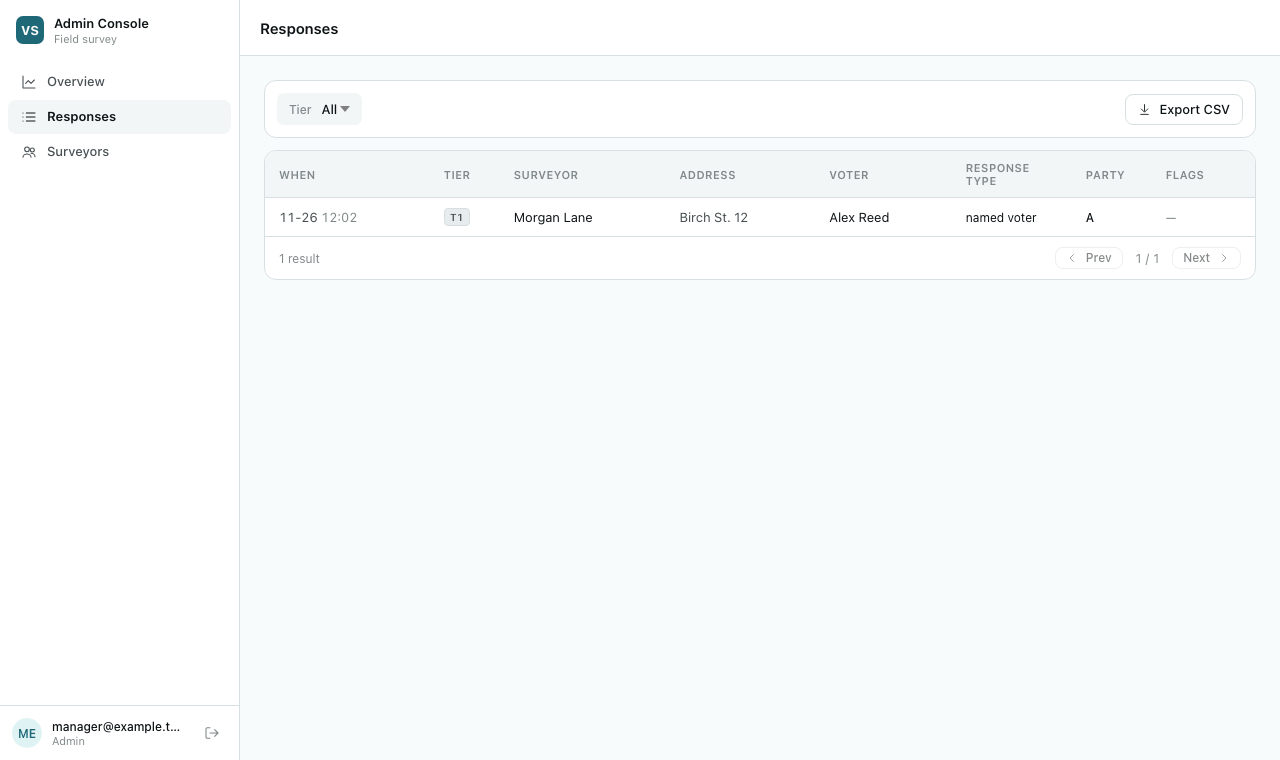 VS
Admin Console
Field survey
Overview
Responses
Surveyors
ME
manager@example.t...
Admin
Responses
Tier All
Export CSV
WHEN TIER SURVEYOR ADDRESS VOTER RESPONSE TYPE PARTY FLAGS
11-26 12:02 T1 Morgan Lane Birch St. 12 Alex Reed named voter A —
1 result
Prev 1 / 1 Next